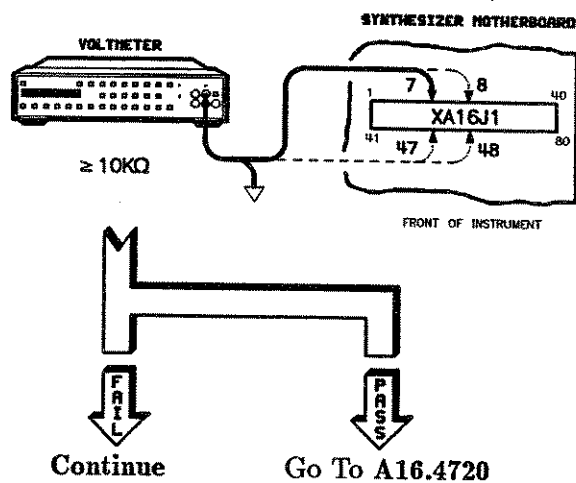 SYNTHESIZER MOTHERBOARD
VOLTMETER
7 8
1 40
XA16J1
41 80
47 48
≥ 10KΩ
FRONT OF INSTRUMENT
FAIL
PASS
Continue
Go To A16.4720